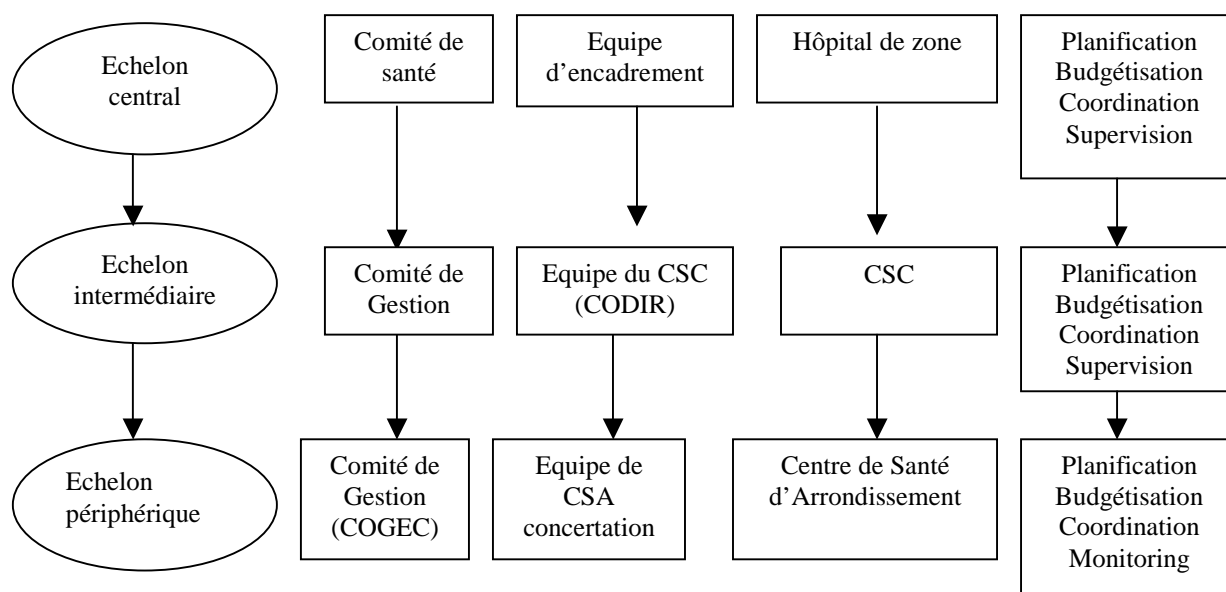 Echelon
central
Comité de
santé
Equipe
d'encadrement
Hôpital de zone
Planification
Budgétisation
Coordination
Supervision
Echelon
intermédiaire
Comité de
Gestion
Equipe du CSC
(CODIR)
CSC
Planification
Budgétisation
Coordination
Supervision
Echelon
périphérique
Comité de
Gestion
(COGEC)
Equipe de
CSA
concertation
Centre de Santé
d'Arrondissement
Planification
Budgétisation
Coordination
Monitoring